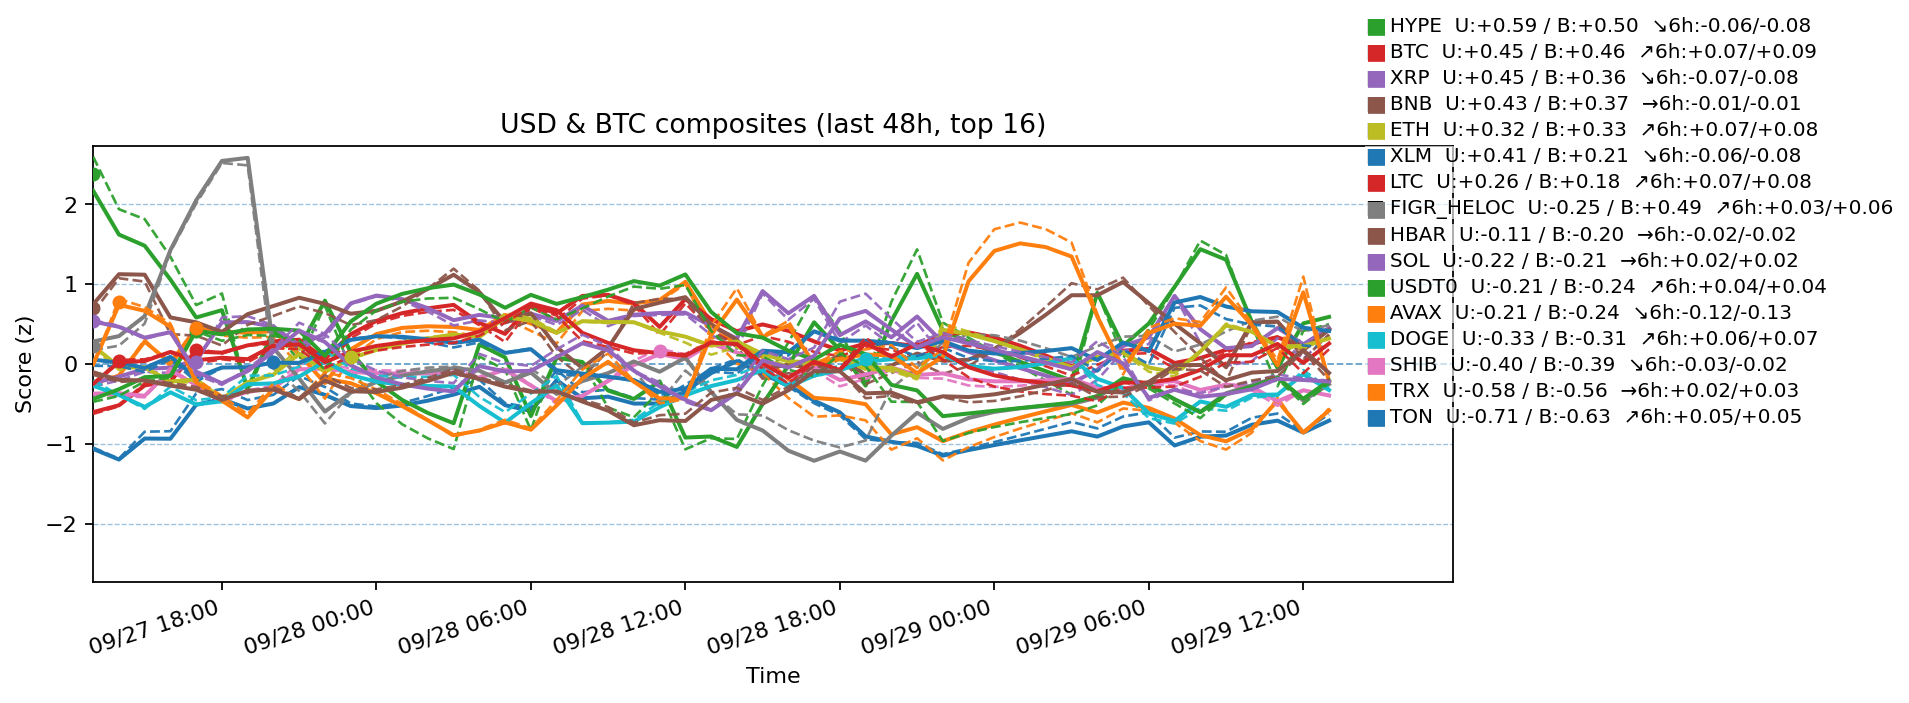 HYPE U:+0.59 / B:+0.50 ↘6h:-0.06/-0.08
BTC U:+0.45 / B:+0.46 ↗6h:+0.07/+0.09
XRP U:+0.45 / B:+0.36 ↘6h:-0.07/-0.08
BNB U:+0.43 / B:+0.37 →6h:-0.01/-0.01
ETH U:+0.32 / B:+0.33 ↗6h:+0.07/+0.08
XLM U:+0.41 / B:+0.21 ↘6h:-0.06/-0.08
LTC U:+0.26 / B:+0.18 ↗6h:+0.07/+0.08
FIGR_HELOC U:-0.25 / B:+0.49 ↗6h:+0.03/+0.06
HBAR U:-0.11 / B:-0.20 →6h:-0.02/-0.02
SOL U:-0.22 / B:-0.21 →6h:+0.02/+0.02
USDT0 U:-0.21 / B:-0.24 ↗6h:+0.04/+0.04
AVAX U:-0.21 / B:-0.24 ↘6h:-0.12/-0.13
DOGE U:-0.33 / B:-0.31 ↗6h:+0.06/+0.07
SHIB U:-0.40 / B:-0.39 ↘6h:-0.03/-0.02
TRX U:-0.58 / B:-0.56 →6h:+0.02/+0.03
TON U:-0.71 / B:-0.63 ↗6h:+0.05/+0.05
USD & BTC composites (last 48h, top 16)
Score (z)
2
1
0
−1
−2
09/27 18:00
09/28 00:00
09/28 06:00
09/28 12:00
09/28 18:00
09/29 00:00
09/29 06:00
09/29 12:00
Time